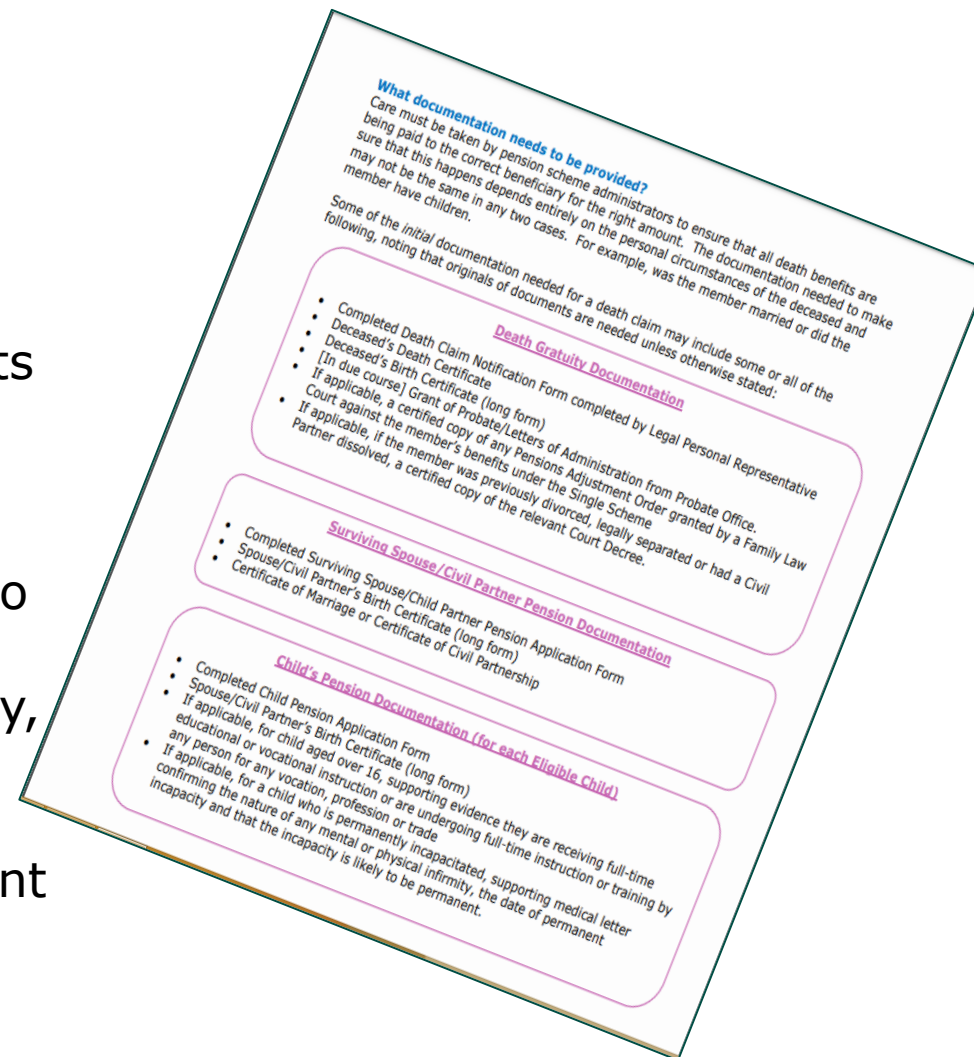 ts
o
y,
nt
What documentation needs to be provided?
Care must be taken by pension scheme administrators to ensure that all death benefits are
being paid to the correct beneficiary for the right amount. The documentation needed to make
sure that this happens depends entirely on the personal circumstances of the deceased and
may not be the same in any two cases. For example, was the member married or did the
member have children.
Some of the initial documentation needed for a death claim may include some or all of the
following, noting that originals of documents are needed unless otherwise stated:
Death Gratuity Documentation
• Completed Death Claim Notification Form completed by Legal Personal Representative
• Deceased's Death Certificate
• Deceased's Birth Certificate (long form)
• [In due course] Grant of Probate/Letters of Administration from Probate Office.
• If applicable, a certified copy of any Pensions Adjustment Order granted by a Family Law
Court against the member's benefits under the Single Scheme
• If applicable, if the member was previously divorced, legally separated or had a Civil
Partner dissolved, a certified copy of the relevant Court Decree.
Surviving Spouse/Civil Partner Pension Documentation
• Completed Surviving Spouse/Child Partner Pension Application Form
• Spouse/Civil Partner's Birth Certificate (long form)
• Certificate of Marriage or Certificate of Civil Partnership
Child's Pension Documentation (for each Eligible Child)
• Completed Child Pension Application Form
• Spouse/Civil Partner's Birth Certificate (long form)
• If applicable, for child aged over 16, supporting evidence they are receiving full-time
educational or vocational instruction or are undergoing full-time instruction or training by
any person for any vocation, profession or trade
• If applicable, for a child who is permanently incapacitated, supporting medical letter
confirming the nature of any mental or physical infirmity, the date of permanent
incapacity and that the incapacity is likely to be permanent.